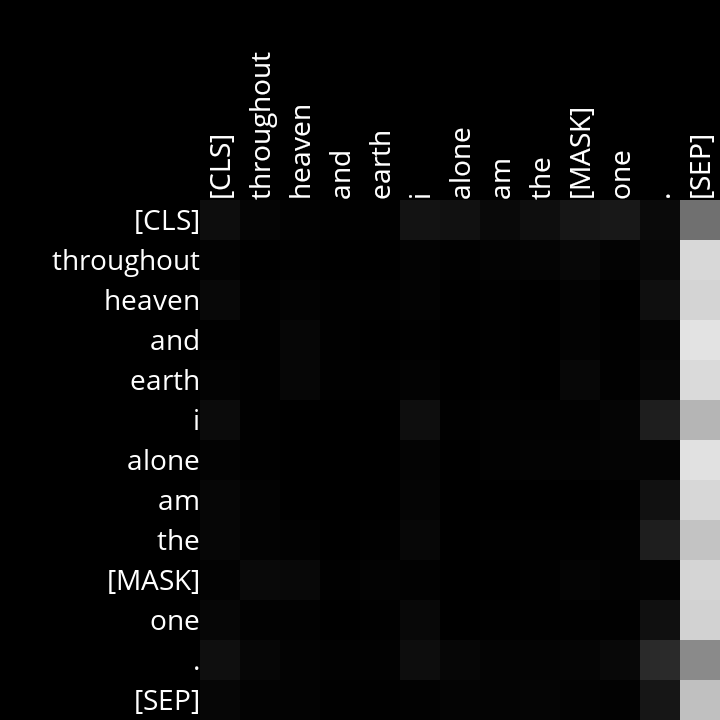 [CLS] throughout heaven and earth i alone am the [MASK] one . [SEP]
[CLS]
throughout
heaven
and
earth
i
alone
am
the
[MASK]
one
.
[SEP]